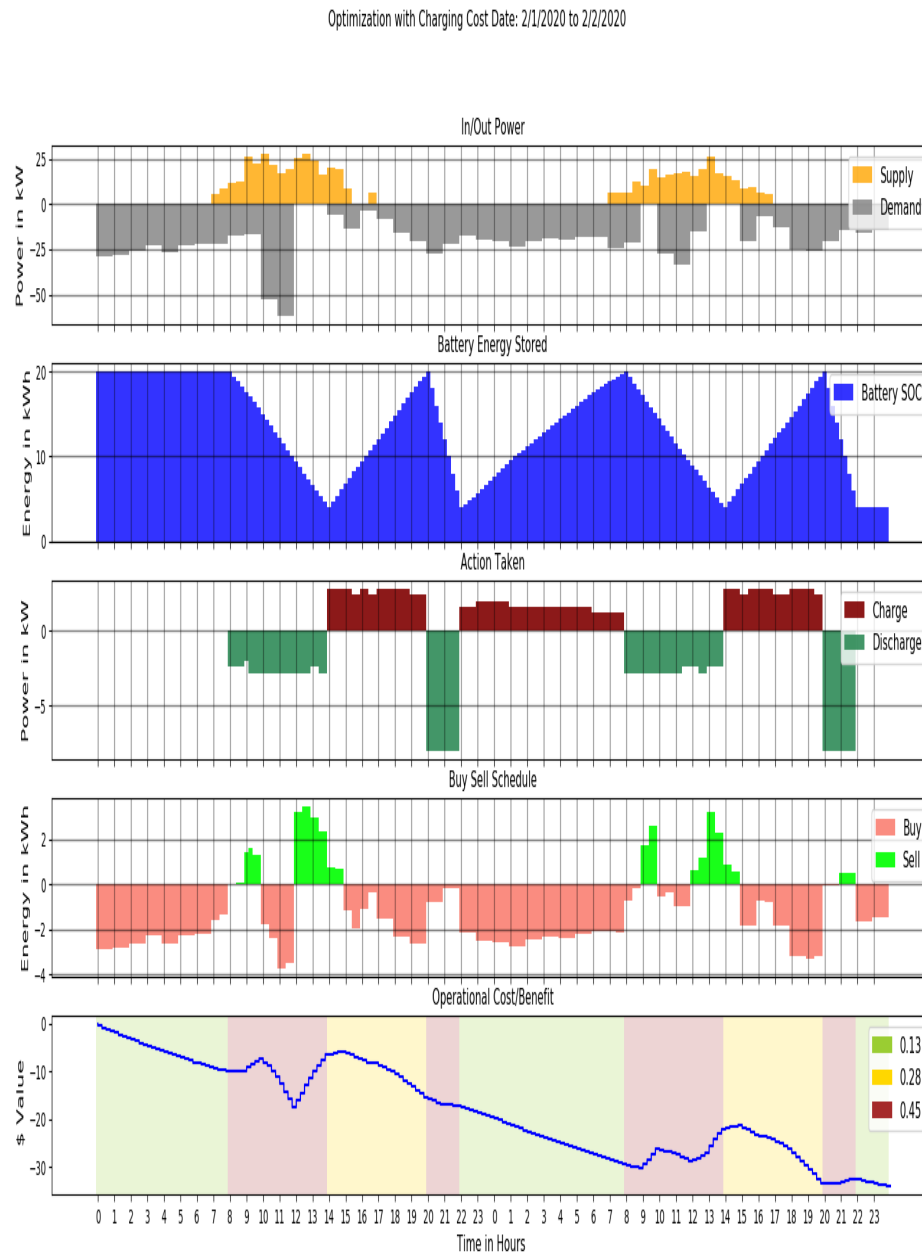 Optimization with Charging Cost Date: 2/1/2020 to 2/2/2020
In/Out Power
Power in kW
25
0
−25
−50
Supply
Demand
Battery Energy Stored
Energy in kWh
20
10
0
Battery SOC
Action Taken
Power in kW
0
−5
Charge
Discharge
Buy Sell Schedule
Energy in kWh
2
0
−2
−4
Buy
Sell
Operational Cost/Benefit
$ Value
0
−10
−20
−30
0.13
0.28
0.45
0 1 2 3 4 5 6 7 8 9 10 11 12 13 14 15 16 17 18 19 20 21 22 23 0 1 2 3 4 5 6 7 8 9 10 11 12 13 14 15 16 17 18 19 20 21 22 23
Time in Hours